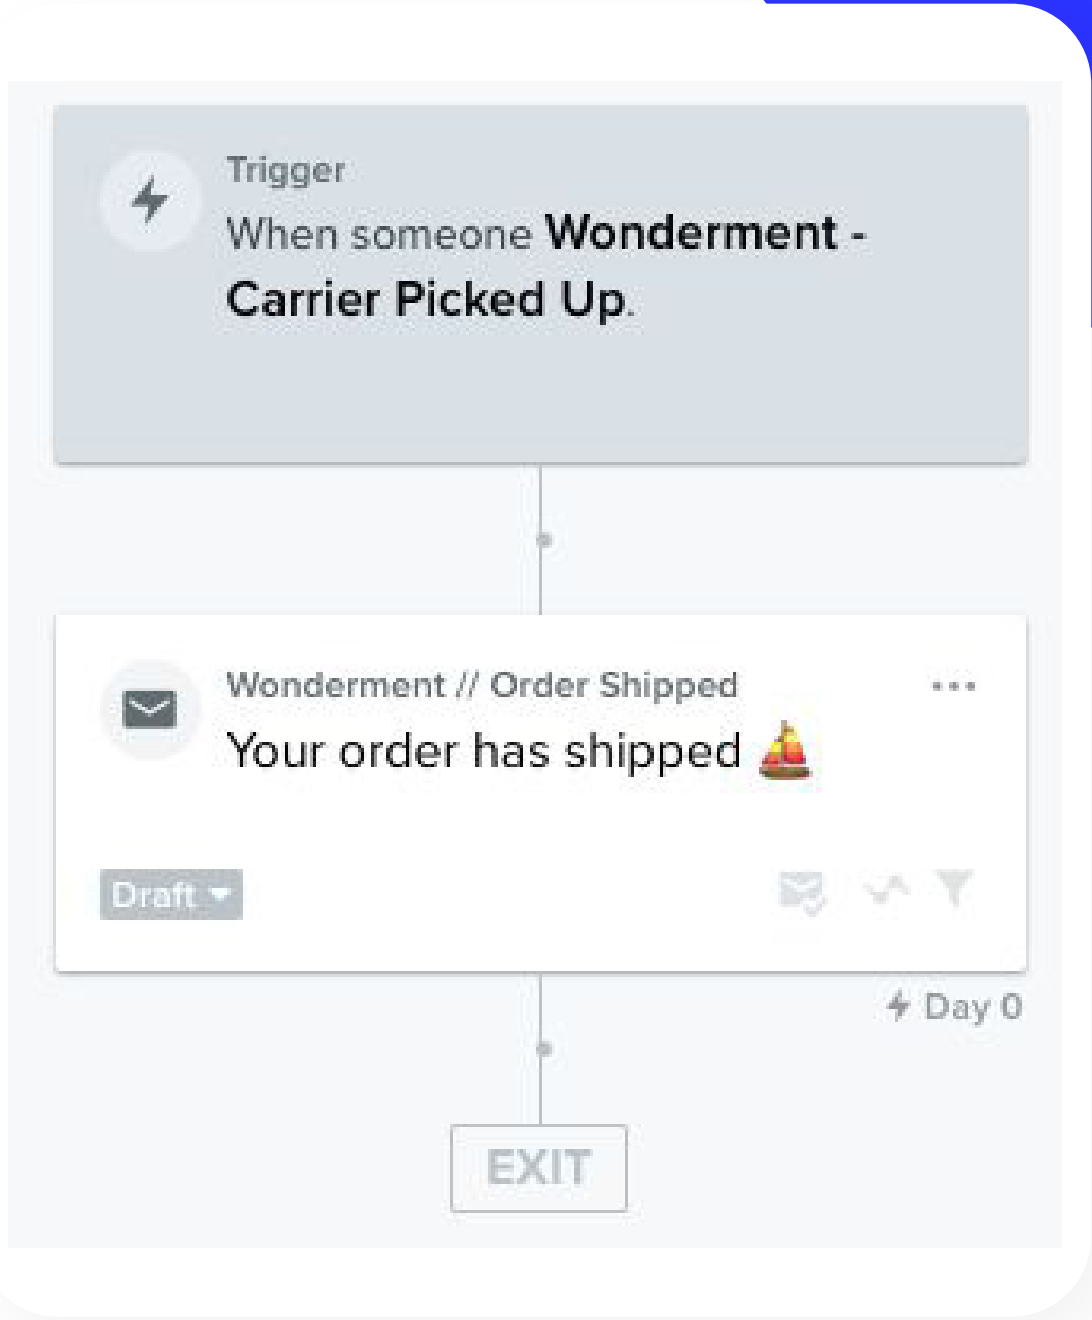 Trigger
When someone Wonderment -
Carrier Picked Up.
Wonderment // Order Shipped
Your order has shipped ⛵
Draft
Day 0
EXIT